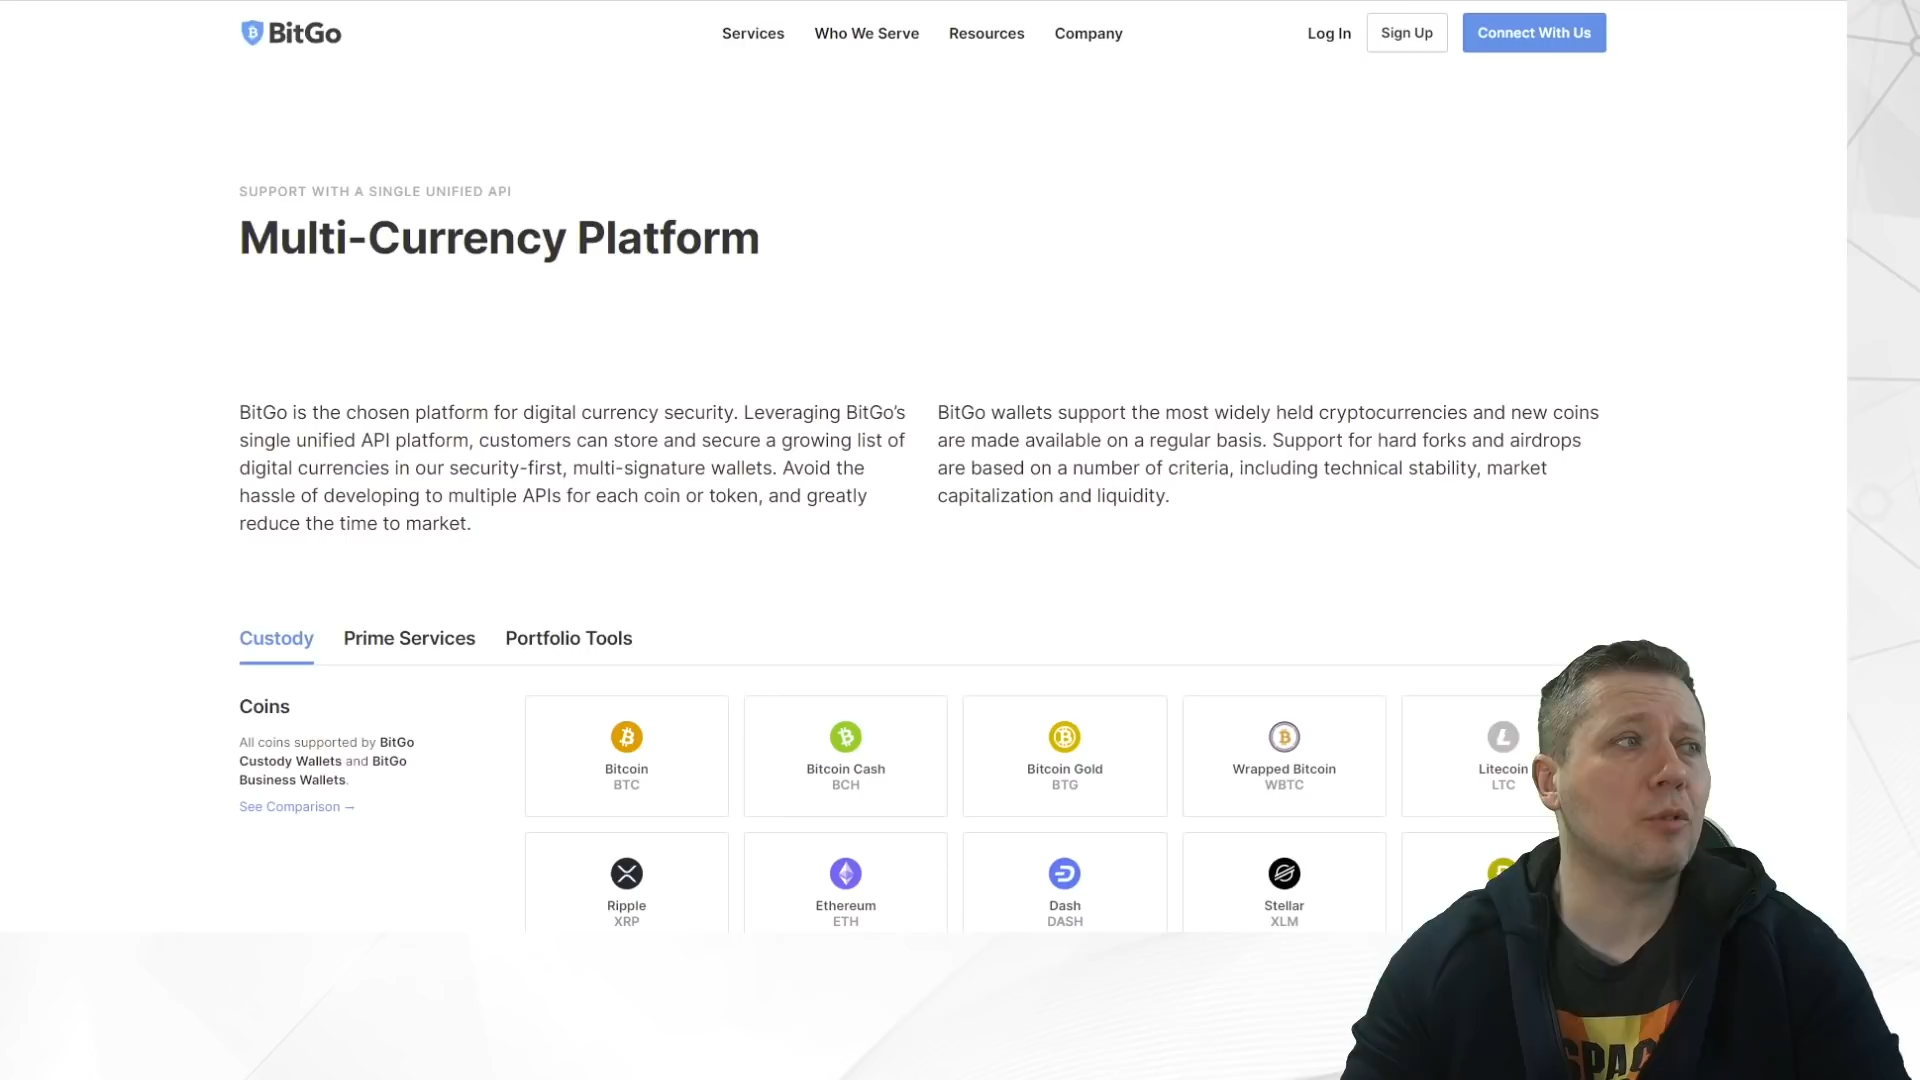 BitGo
Services
Who We Serve
Resources
Company
Log In
Sign Up
Connect With Us
SUPPORT WITH A SINGLE UNIFIED API
Multi-Currency Platform
BitGo is the chosen platform for digital currency security. Leveraging BitGo’s
single unified API platform, customers can store and secure a growing list of
digital currencies in our security-first, multi-signature wallets. Avoid the
hassle of developing to multiple APIs for each coin or token, and greatly
reduce the time to market.
BitGo wallets support the most widely held cryptocurrencies and new coins
are made available on a regular basis. Support for hard forks and airdrops
are based on a number of criteria, including technical stability, market
capitalization and liquidity.
Custody
Prime Services
Portfolio Tools
Coins
All coins supported by BitGo
Custody Wallets and BitGo
Business Wallets.
See Comparison →
Bitcoin
BTC
Bitcoin Cash
BCH
Bitcoin Gold
BTG
Wrapped Bitcoin
WBTC
Litecoin
LTC
Ripple
XRP
Ethereum
ETH
Dash
DASH
Stellar
XLM